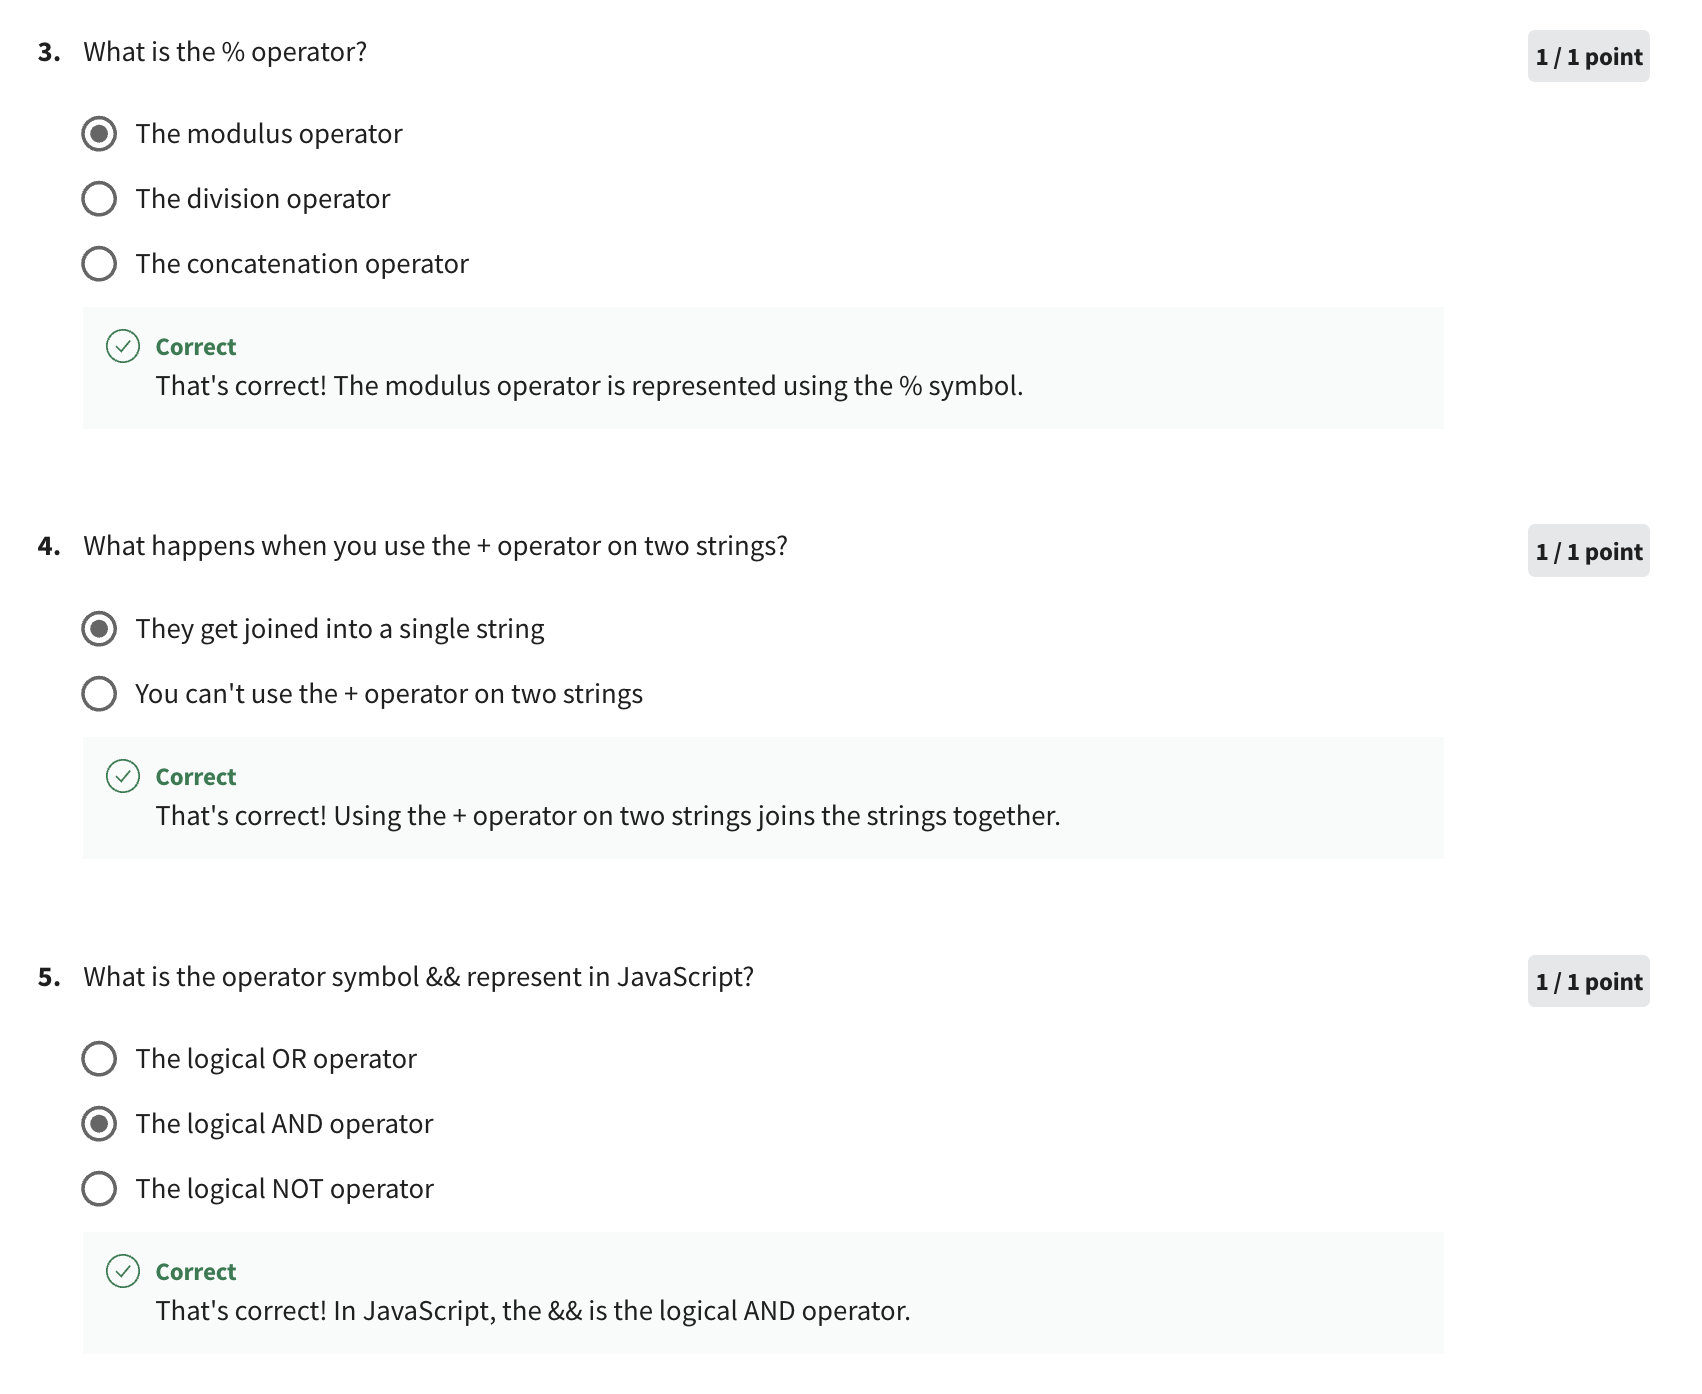 3. What is the % operator?
1 / 1 point
The modulus operator
The division operator
The concatenation operator
Correct
That's correct! The modulus operator is represented using the % symbol.
4. What happens when you use the + operator on two strings?
1 / 1 point
They get joined into a single string
You can't use the + operator on two strings
Correct
That's correct! Using the + operator on two strings joins the strings together.
5. What is the operator symbol && represent in JavaScript?
1 / 1 point
The logical OR operator
The logical AND operator
The logical NOT operator
Correct
That's correct! In JavaScript, the && is the logical AND operator.